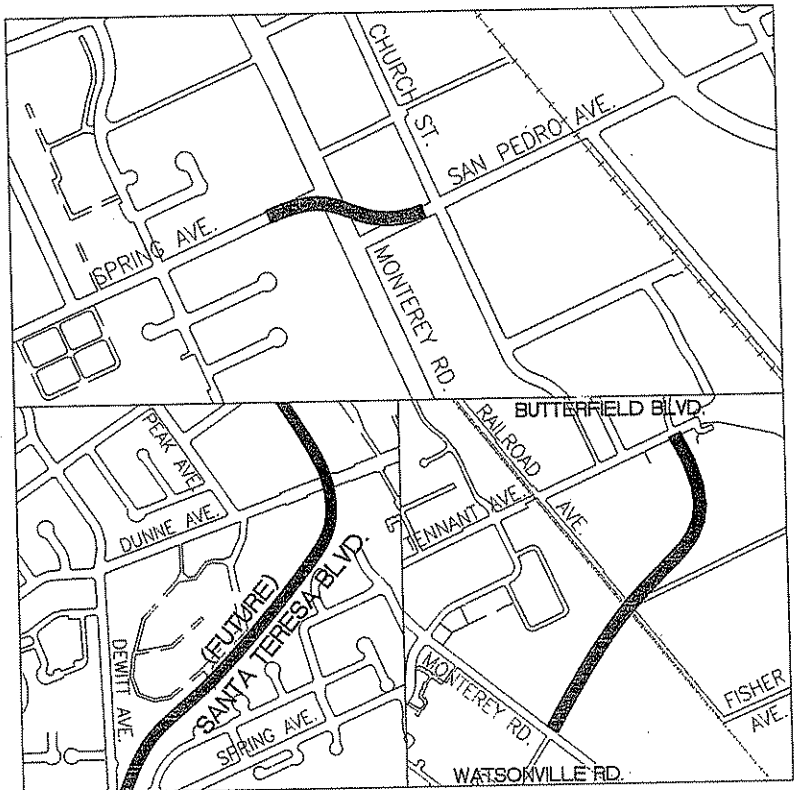 CHURCH ST.
SAN PEDRO AVE.
SPRING AVE.
MONTEREY RD.
PEAK AVE.
DUNNE AVE.
(FUTURE)
SANTA TERESA BLVD.
DEWITT AVE.
SPRING AVE.
BUTTERFIELD BLVD.
RAILROAD AVE.
TENNANT AVE.
MONTEREY RD.
FISHER AVE.
WATSONVILLE RD.